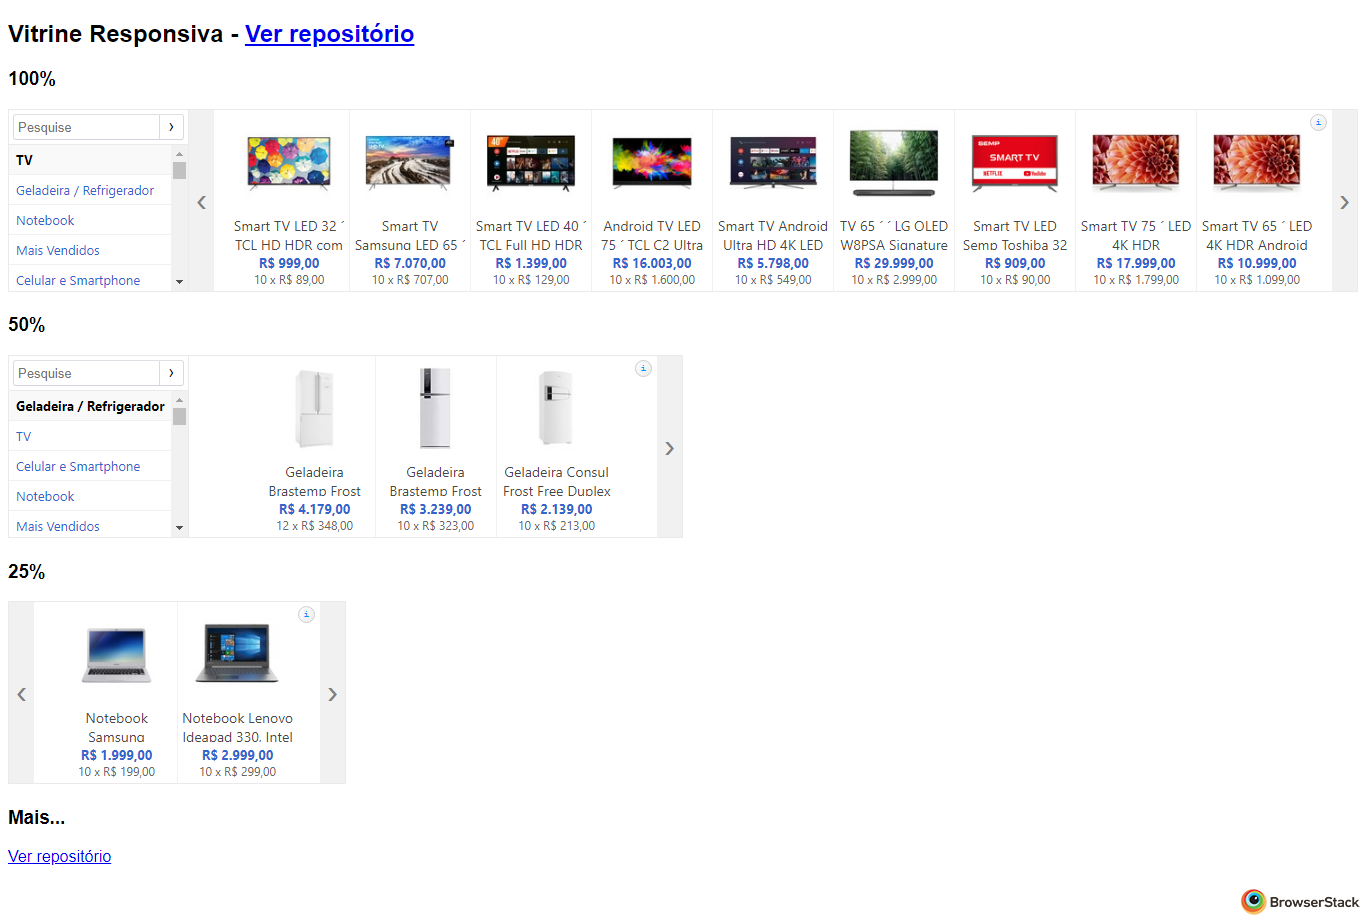 Vitrine Responsiva - Ver repositório
100%
Pesquise
TV
Geladeira / Refrigerador
Notebook
Mais Vendidos
Celular e Smartphone
Smart TV LED 32 ´
TCL HD HDR com
R$ 999,00
10 x R$ 89,00
Smart TV
Samsung LED 65 ´
R$ 7.070,00
10 x R$ 707,00
40"
Smart TV LED 40 ´
TCL Full HD HDR
R$ 1.399,00
10 x R$ 129,00
Android TV LED
75 ´ TCL C2 Ultra
R$ 16.003,00
10 x R$ 1.600,00
Smart TV Android
Ultra HD 4K LED
R$ 5.798,00
10 x R$ 549,00
TV 65 ´ ´ LG OLED
W8PSA Signature
R$ 29.999,00
10 x R$ 2.999,00
SEMP
SMART TV
NETFLIX YouTube
Smart TV LED
Semp Toshiba 32
R$ 909,00
10 x R$ 90,00
Smart TV 75 ´ LED
4K HDR
R$ 17.999,00
10 x R$ 1.799,00
i
Smart TV 65 ´ LED
4K HDR Android
R$ 10.999,00
10 x R$ 1.099,00
50%
Pesquise
Geladeira / Refrigerador
TV
Celular e Smartphone
Notebook
Mais Vendidos
Geladeira
Brastemp Frost
R$ 4.179,00
12 x R$ 348,00
Geladeira
Brastemp Frost
R$ 3.239,00
10 x R$ 323,00
i
Geladeira Consul
Frost Free Duplex
R$ 2.139,00
10 x R$ 213,00
25%
Notebook
Samsung
R$ 1.999,00
10 x R$ 199,00
i
Notebook Lenovo
Ideapad 330, Intel
R$ 2.999,00
10 x R$ 299,00
Mais...
Ver repositório
BrowserStack